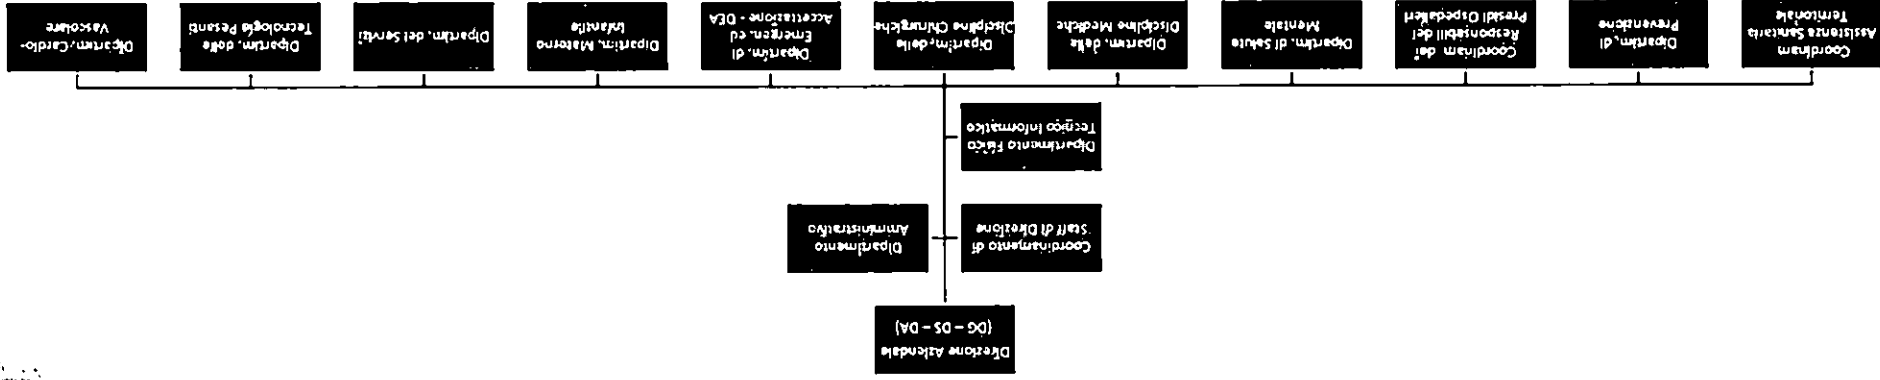 Direzione Aziendale
(DG – DS – DA)
Coordinamento di
Staff di Direzione
Dipartimento
Amministrativo
Dipartimento Fisico
Tecnico Informatico
Coordinam
Assistenza Sanitaria
Territoriale
Dipartim. di
Prevenzione
Coordinam dei
Responsabili dei
Presidi Ospedalieri
Dipartim. di Salute
Mentale
Dipartim. delle
Discipline Mediche
Dipartim. delle
Discipline Chirurgiche
Dipartim. di
Emergen. ed
Accettazione - DEA
Dipartim. Materno
Infantile
Dipartim. dei Servizi
Dipartim. delle
Tecnologie Pesanti
Dipartim. Cardio-
Vascolare